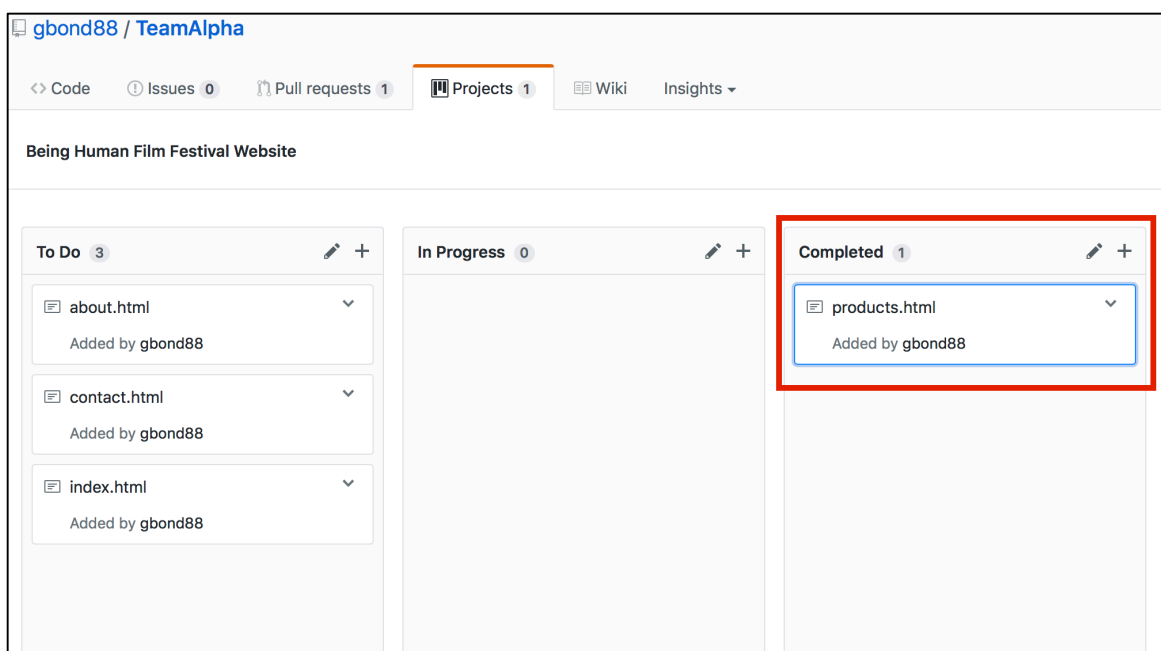 gbond88 / TeamAlpha
Code Issues 0 Pull requests 1 Projects 1 Wiki Insights
Being Human Film Festival Website
To Do 3
about.html
Added by gbond88
contact.html
Added by gbond88
index.html
Added by gbond88
In Progress 0
Completed 1
products.html
Added by gbond88